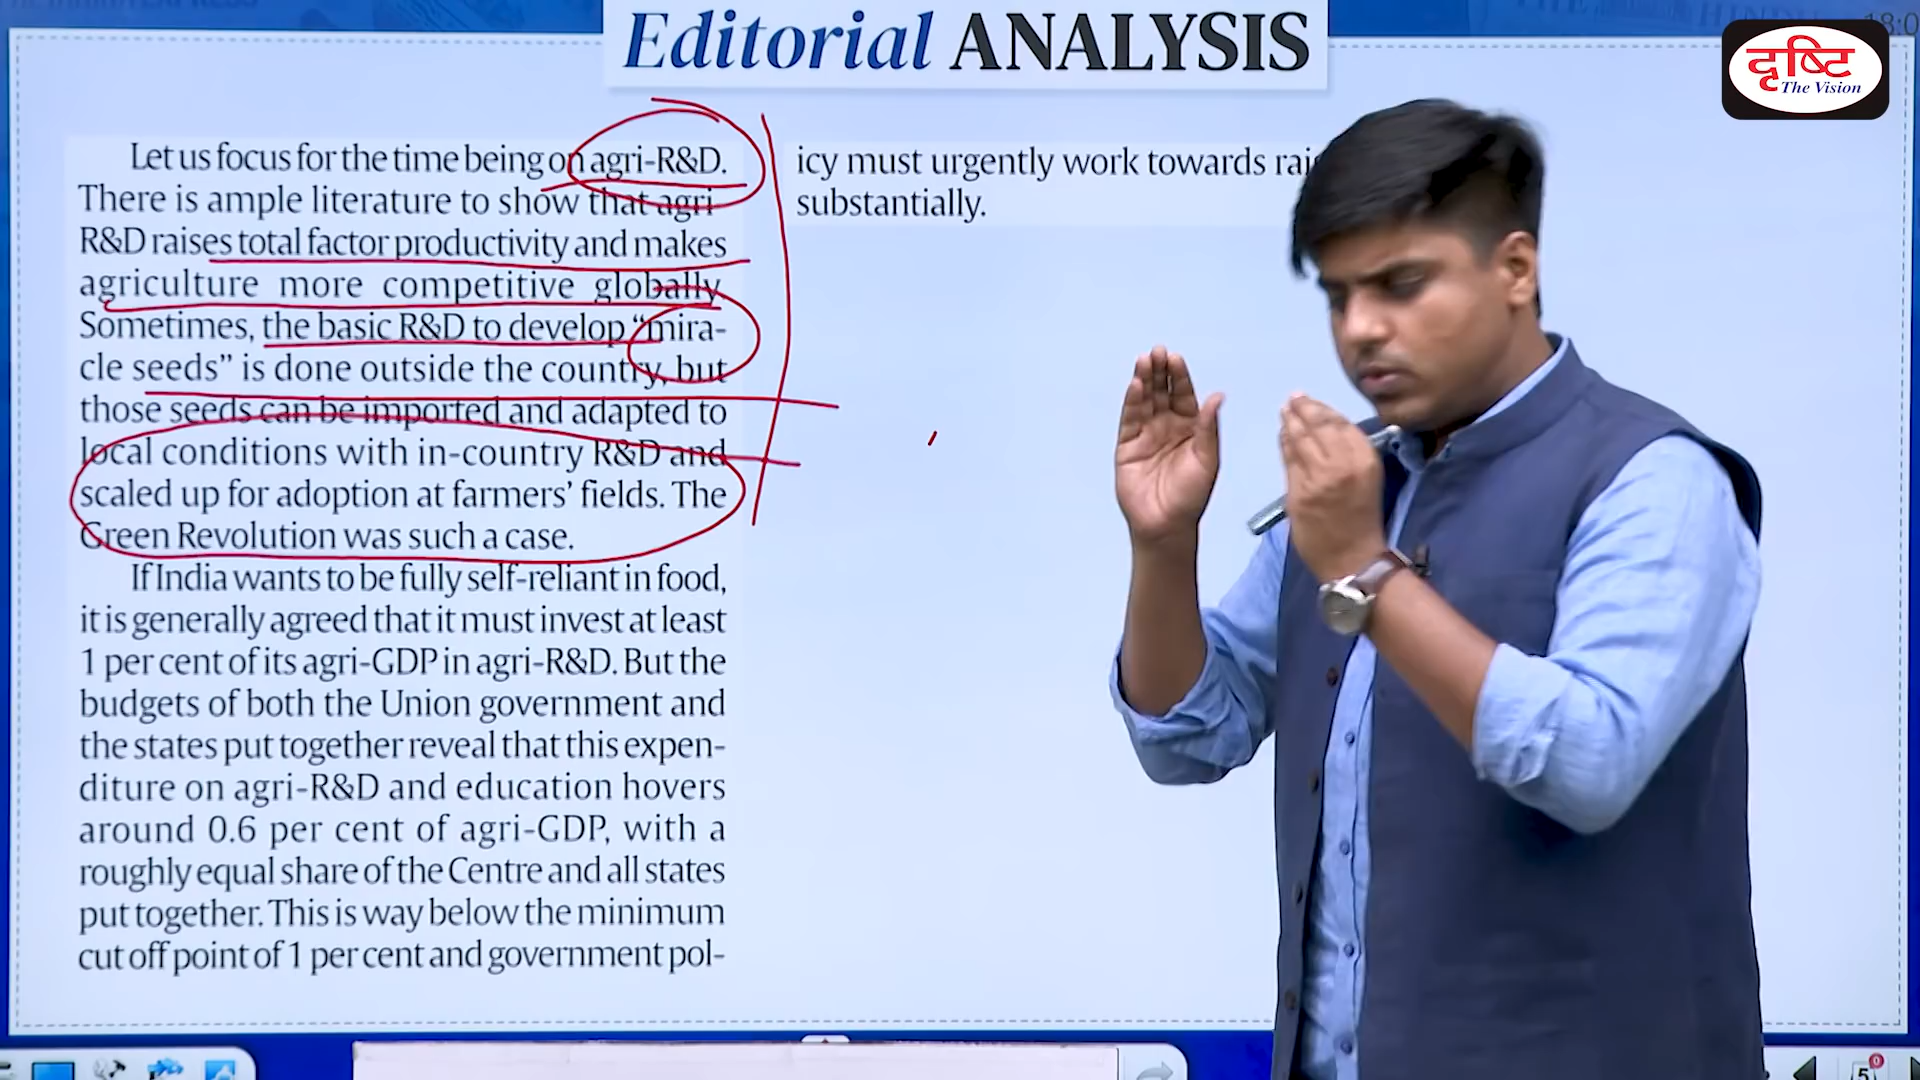 Editorial ANALYSIS
दृष्टि
The Vision
Let us focus for the time being on agri-R&D.
There is ample literature to show that agri-
R&D raises total factor productivity and makes
agriculture more competitive globally.
Sometimes, the basic R&D to develop “mira-
cle seeds” is done outside the country, but
those seeds can be imported and adapted to
local conditions with in-country R&D and
scaled up for adoption at farmers’ fields. The
Green Revolution was such a case.
If India wants to be fully self-reliant in food,
it is generally agreed that it must invest at least
1 per cent of its agri-GDP in agri-R&D. But the
budgets of both the Union government and
the states put together reveal that this expen-
diture on agri-R&D and education hovers
around 0.6 per cent of agri-GDP, with a
roughly equal share of the Centre and all states
put together. This is way below the minimum
cut off point of 1 per cent and government pol-
icy must urgently work towards
substantially.
5
0